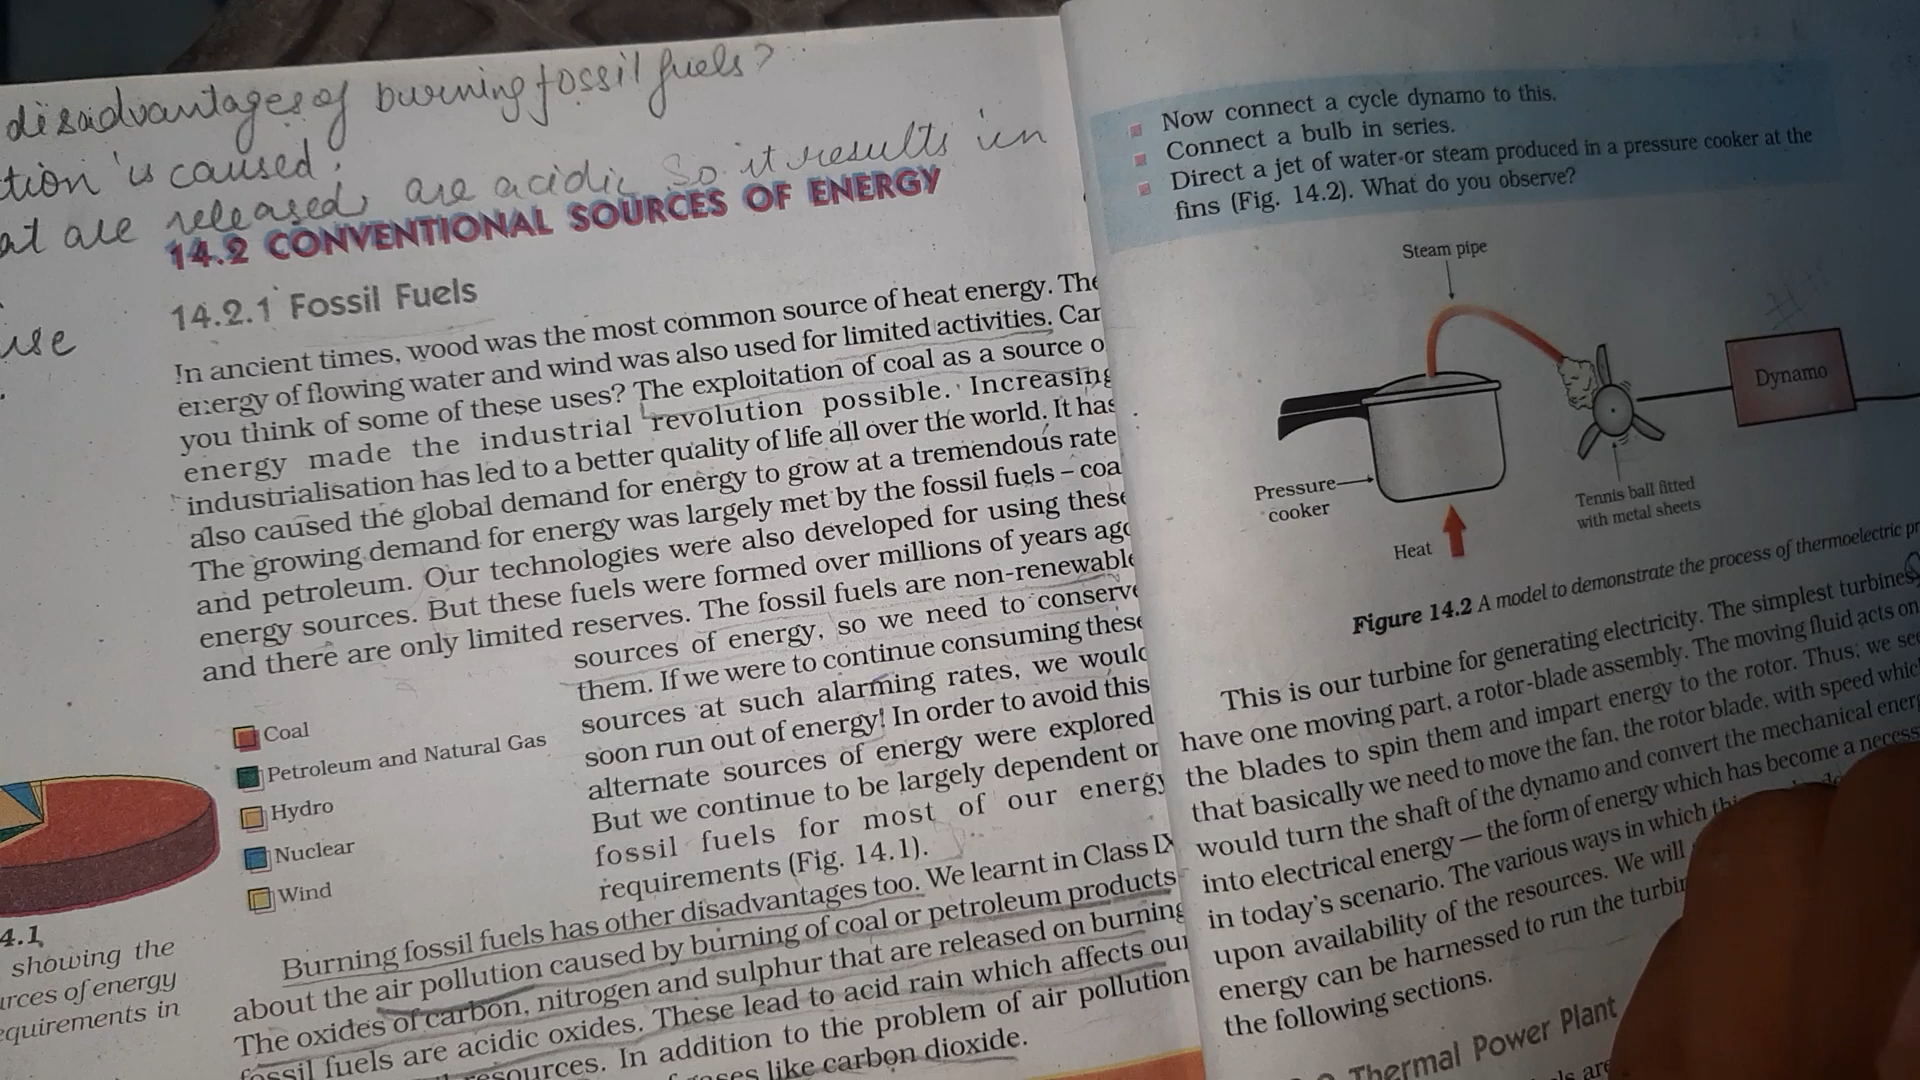 disadvantages of burning fossil fuels?
tion is caused.
at are released, are acidic So it results in
use
14.2 CONVENTIONAL SOURCES OF ENERGY
14.2.1 Fossil Fuels
In ancient times, wood was the most common source of heat energy. The
energy of flowing water and wind was also used for limited activities. Can
you think of some of these uses? The exploitation of coal as a source o
energy made the industrial revolution possible. Increasing
industrialisation has led to a better quality of life all over the world. It has
also caused the global demand for energy to grow at a tremendous rate
The growing demand for energy was largely met by the fossil fuels – coa
and petroleum. Our technologies were also developed for using these
energy sources. But these fuels were formed over millions of years ago
and there are only limited reserves. The fossil fuels are non-renewable
sources of energy, so we need to conserve
them. If we were to continue consuming these
sources at such alarming rates, we would
soon run out of energy! In order to avoid this
alternate sources of energy were explored
But we continue to be largely dependent on
fossil fuels for most of our energy
requirements (Fig. 14.1).
Coal
Petroleum and Natural Gas
Hydro
Nuclear
Wind
4.1
showing the
urces of energy
equirements in
Burning fossil fuels has other disadvantages too. We learnt in Class IX
about the air pollution caused by burning of coal or petroleum products
The oxides of carbon, nitrogen and sulphur that are released on burning
fossil fuels are acidic oxides. These lead to acid rain which affects our
resources. In addition to the problem of air pollution
gases like carbon dioxide.
Now connect a cycle dynamo to this.
Connect a bulb in series.
Direct a jet of water or steam produced in a pressure cooker at the
fins (Fig. 14.2). What do you observe?
Steam pipe
Dynamo
Pressure
cooker
Tennis ball fitted
with metal sheets
Heat
Figure 14.2 A model to demonstrate the process of thermoelectric pr
This is our turbine for generating electricity. The simplest turbines
have one moving part, a rotor-blade assembly. The moving fluid acts on
the blades to spin them and impart energy to the rotor. Thus, we see
that basically we need to move the fan, the rotor blade, with speed which
would turn the shaft of the dynamo and convert the mechanical energ
into electrical energy — the form of energy which has become a necess
in today's scenario. The various ways in which thi
upon availability of the resources. We will
energy can be harnessed to run the turbin
the following sections.
Thermal Power Plant